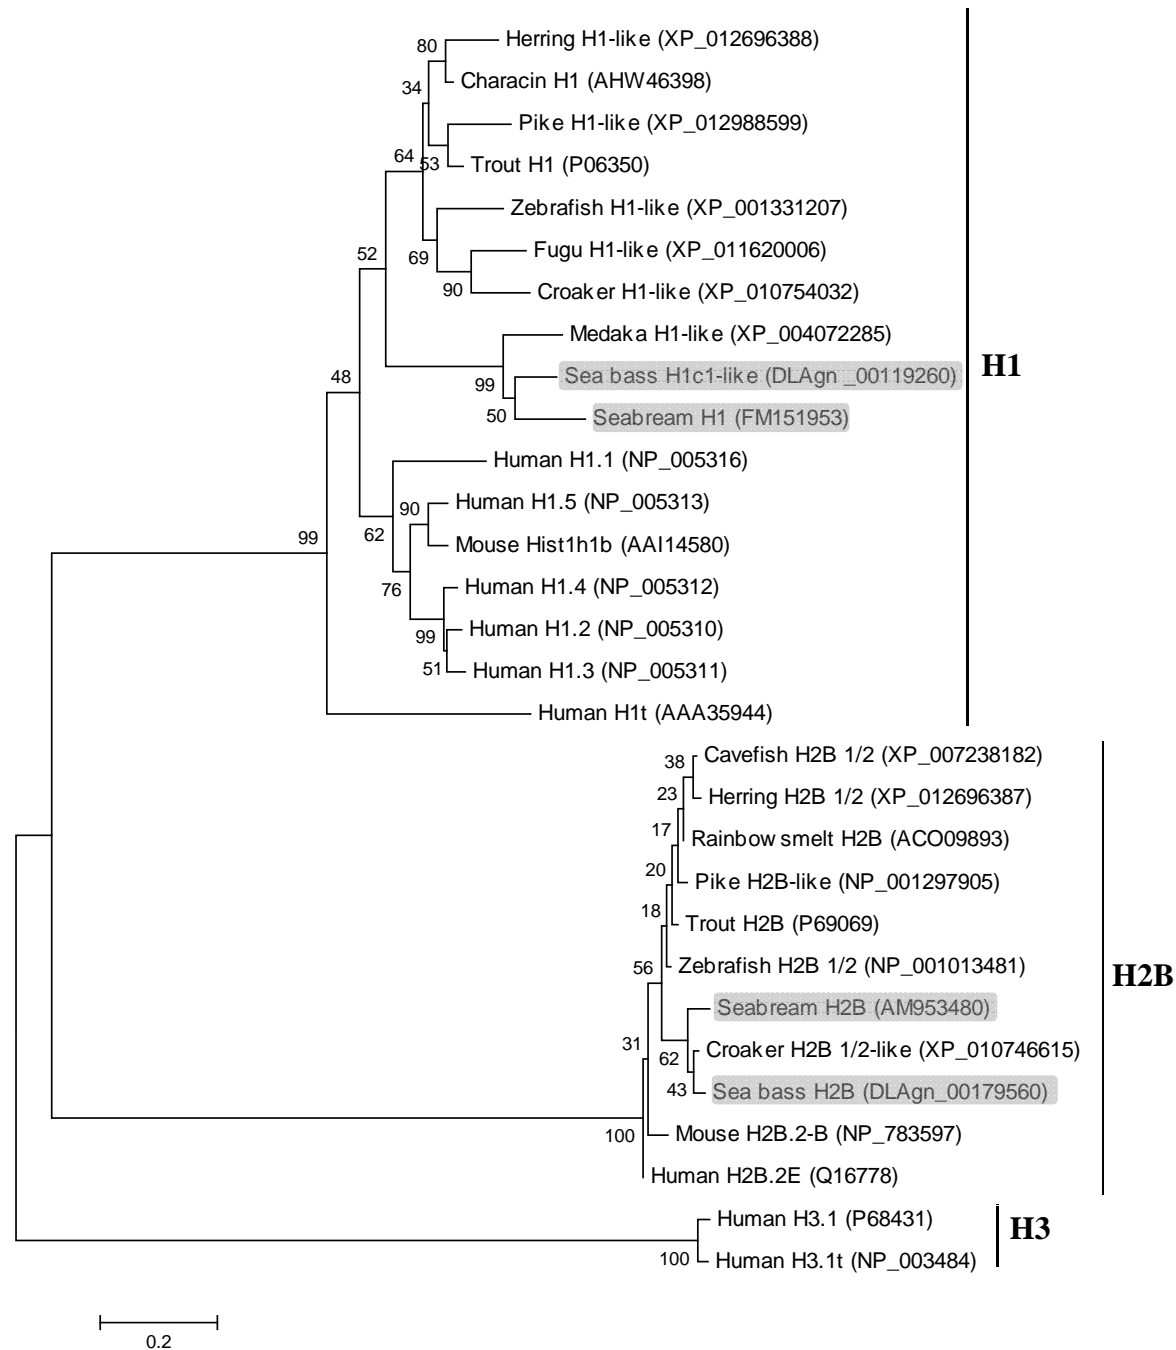 80
Herring H1-like (XP_012696388)
34
Characin H1 (AHW46398)
Pike H1-like (XP_012988599)
64
53
Trout H1 (P06350)
Zebrafish H1-like (XP_001331207)
52
69
Fugu H1-like (XP_011620006)
90
Croaker H1-like (XP_010754032)
Medaka H1-like (XP_004072285)
48
99
Sea bass H1c1-like (DLAgn _00119260)
H1
50
Seabream H1 (FM151953)
Human H1.1 (NP_005316)
90
Human H1.5 (NP_005313)
99
62
Mouse Hist1h1b (AAI14580)
76
Human H1.4 (NP_005312)
99
Human H1.2 (NP_005310)
51
Human H1.3 (NP_005311)
Human H1t (AAA35944)
38
Cavefish H2B 1/2 (XP_007238182)
23
Herring H2B 1/2 (XP_012696387)
17
Rainbow smelt H2B (ACO09893)
20
Pike H2B-like (NP_001297905)
18
Trout H2B (P69069)
56
Zebrafish H2B 1/2 (NP_001013481)
H2B
Seabream H2B (AM953480)
31
62
Croaker H2B 1/2-like (XP_010746615)
43
Sea bass H2B (DLAgn_00179560)
100
Mouse H2B.2-B (NP_783597)
Human H2B.2E (Q16778)
Human H3.1 (P68431)
H3
100
Human H3.1t (NP_003484)
0.2